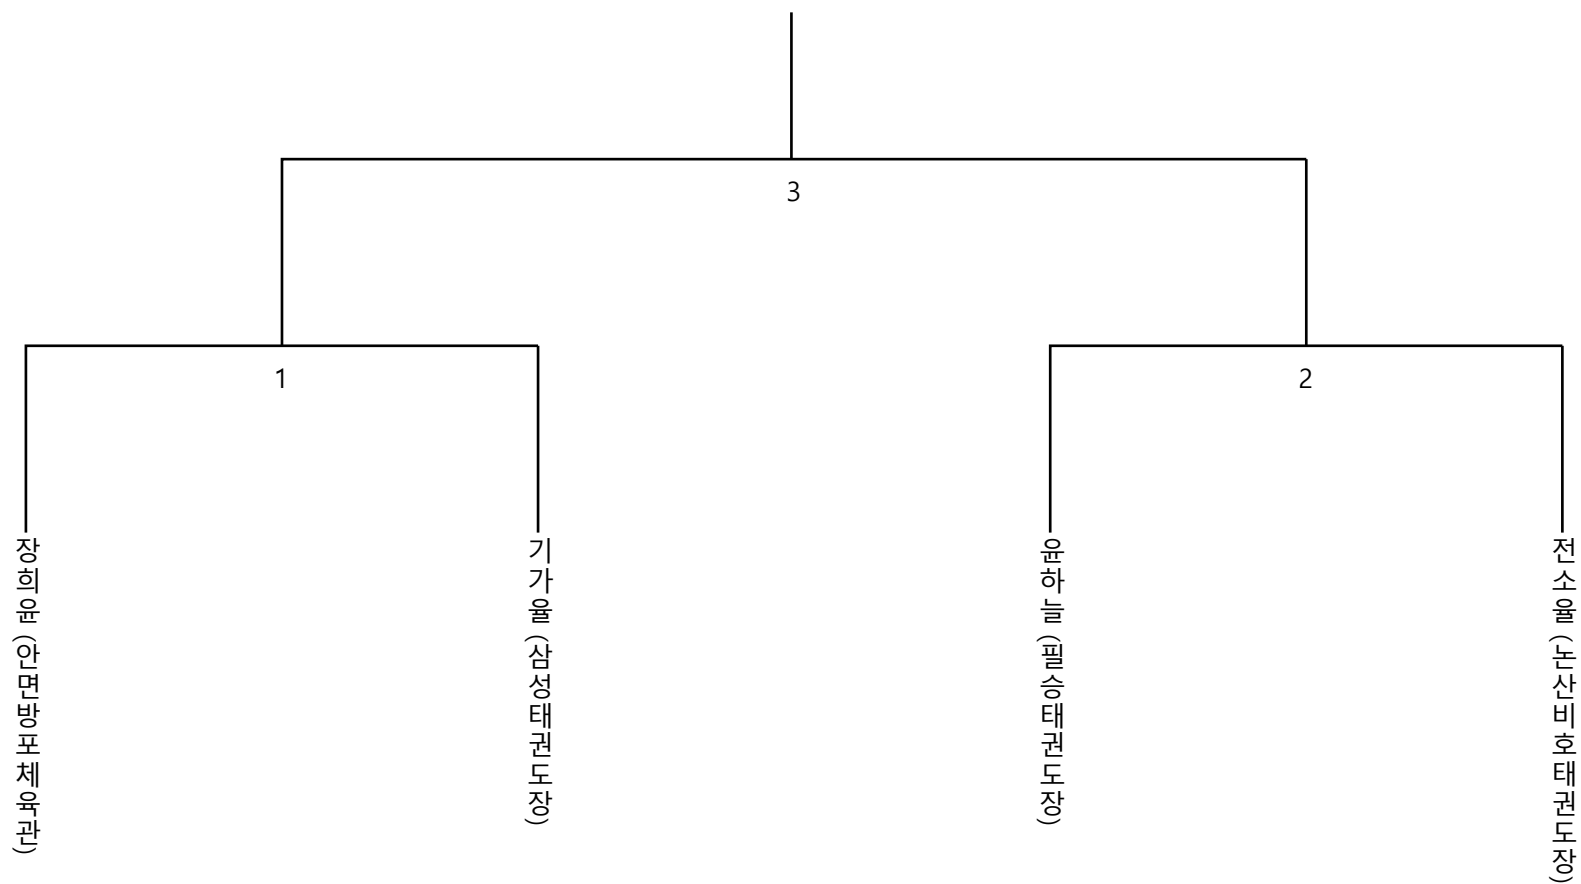 3
1
2
장희윤 (안면방포체육관)
기가율 (삼성태권도장)
윤하늘 (필승태권도장)
전소율 (논산비호태권도장)